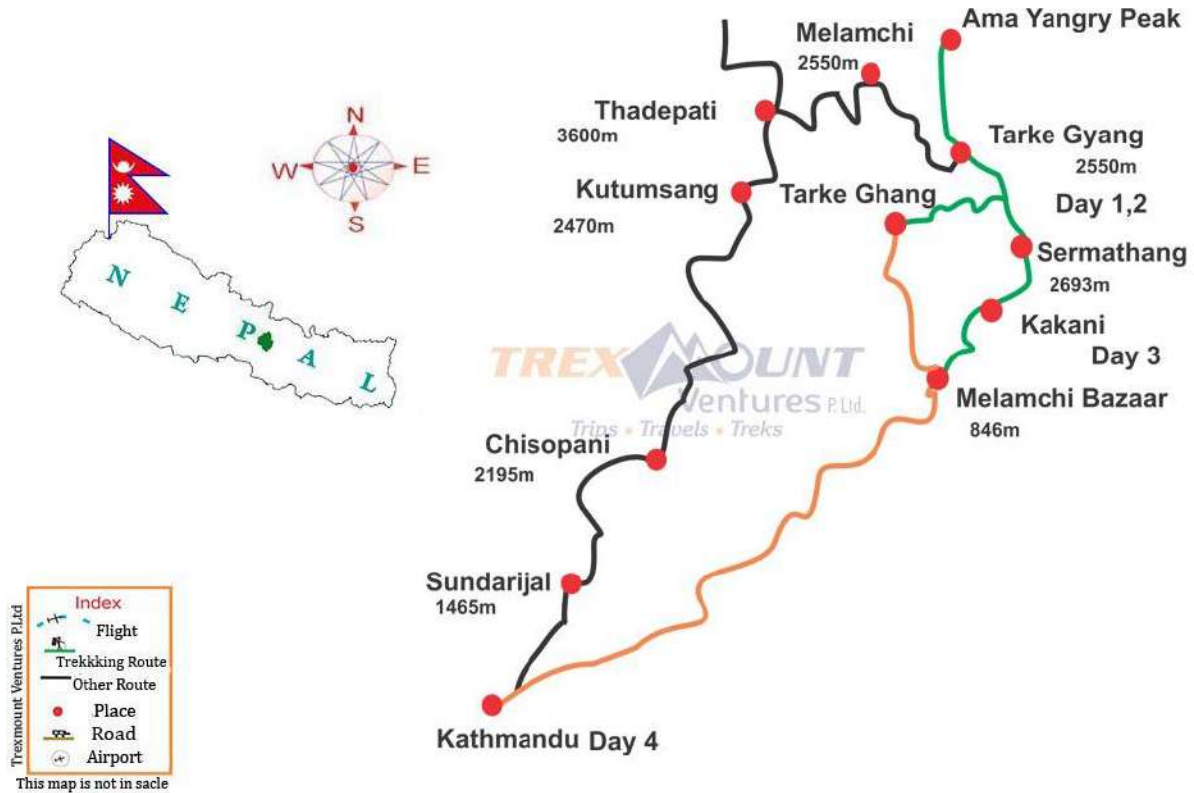 Ama Yangry Peak
Melamchi
2550m
Thadepati
3600m
Tarke Gyang
2550m
Day 1,2
Kutumsang
2470m
Tarke Ghang
Sermathang
2693m
Kakani
Day 3
Melamchi Bazaar
846m
Chisopani
2195m
Sundarijal
1465m
Kathmandu Day 4
N
W E
S
N E P A L
TREXMOUNT
Ventures P.Ltd.
Trips • Travels • Treks
Trexmount Ventures P.Ltd
Index
Flight
Trekkking Route
Other Route
Place
Road
Airport
This map is not in sacle